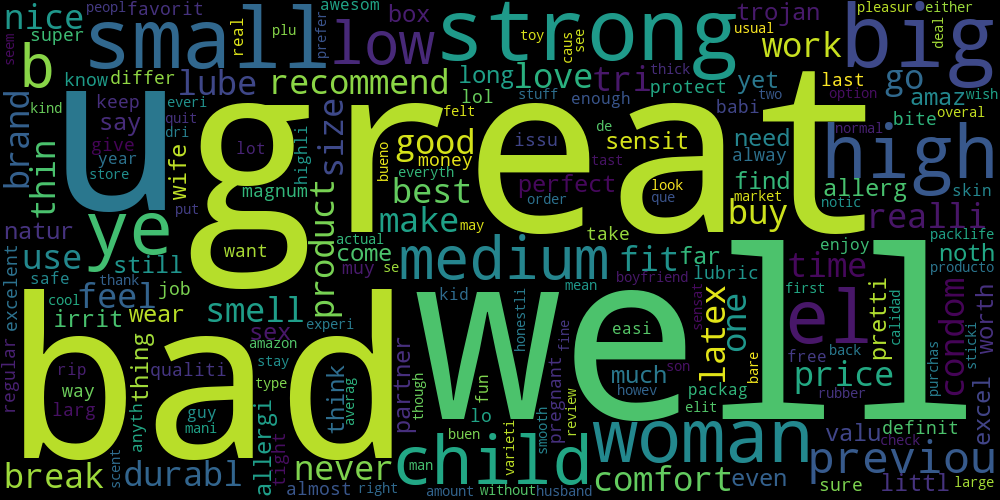 peopl favorit awesom trojan usual pleasur either
nice small low box plu strong toy caus see prefer big deal
seem super real work
b know differ lube recommend long love tri thick protect yet go last option amaz wish
brand keep everi kind size lol stuff enough babi two overal
thin say quit dri highli u great felt good issu de sensit need high normal bite
give wife lot bueno money tast alway
year store magnum everyth best perfect look find allerg skin
ye put product order que market buy notic realli
natur make may take
want actual come enjoy packlife
use still muy se medium fit far lubric time noth
safe thank feel job smell kid mean boyfriend first producto
excelent cool wear experi honestli easi sensat latex one el pretti calidad
regular irrit sex amazon fine son free back sticki
bad well condom
rip thing qualiti stay think partner though much bare price rubber purchas
way type averag fun packag
larg guy lo howev elit worth
anyth mani allergi tight buen varieti smooth pregnant review woman valu definit excel
scent never man child check previou
break durabl almost right amount without husband comfort even sure littl large